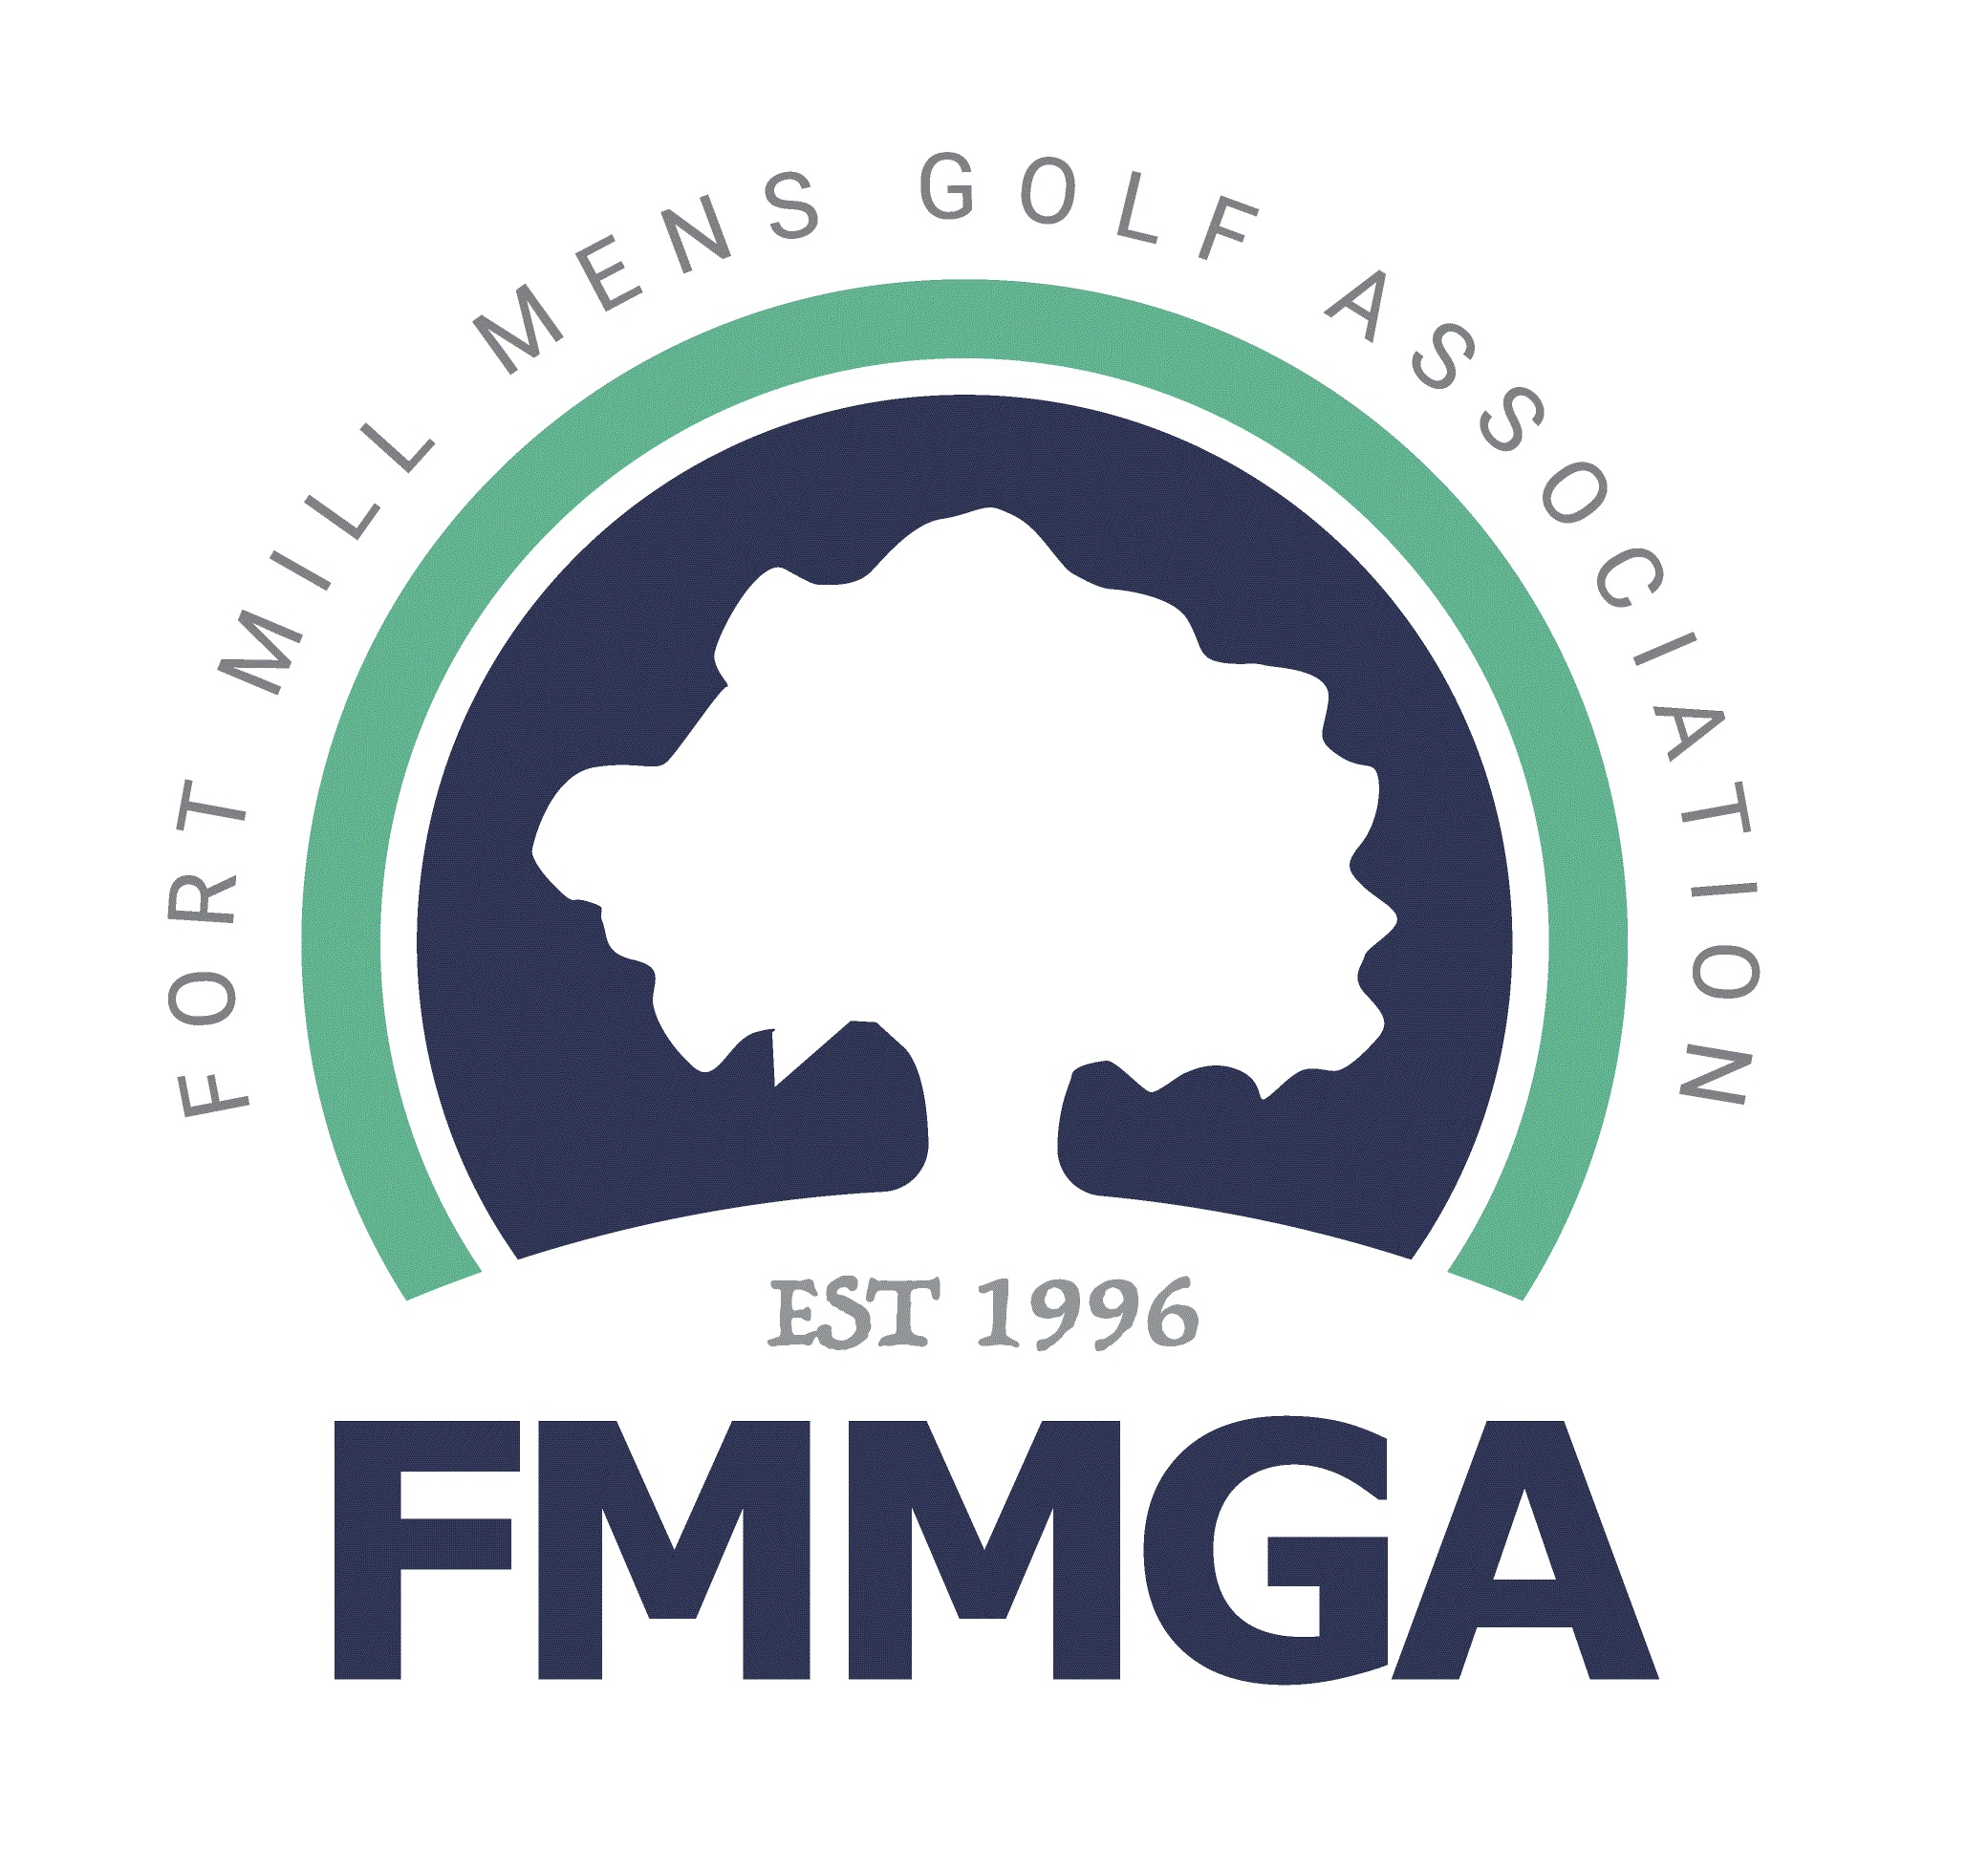 FORT MILL MENS GOLF ASSOCIATION
EST 1996
FMMGA